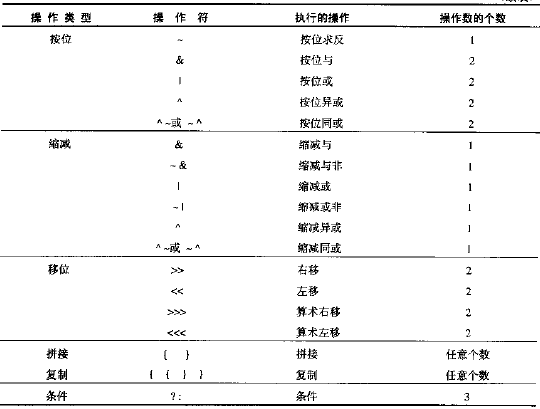 操作类型 操作符 执行的操作 操作数的个数
按位 ~ 按位求反 1
& 按位与 2
| 按位或 2
^ 按位异或 2
^~或 ~^ 按位同或 2
缩减 & 缩减与 1
~& 缩减与非 1
| 缩减或 1
~| 缩减或非 1
^ 缩减异或 1
^~或 ~^ 缩减同或 1
移位 >> 右移 2
<< 左移 2
>>> 算术右移 2
<<< 算术左移 2
拼接 { } 拼接 任意个数
复制 { { } } 复制 任意个数
条件 ?: 条件 3